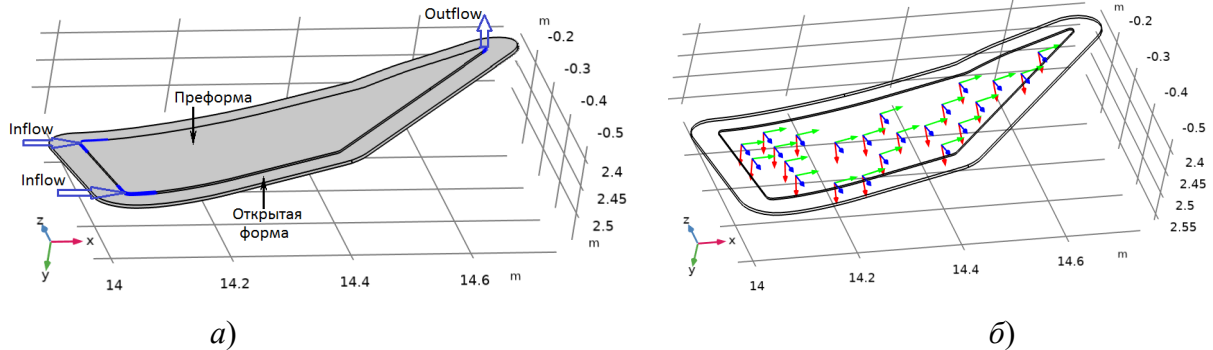 Outflow
m
-0.2
-0.3
-0.4
-0.5
2.4
2.45
2.5
m
Преформа
Inflow
Inflow
Открытая
форма
z
x
y
14
14.2
14.4
14.6
m
а)
m
-0.2
-0.3
-0.4
-0.5
2.4
2.45
2.5
2.55
z
x
y
14
14.2
14.4
14.6
m
б)